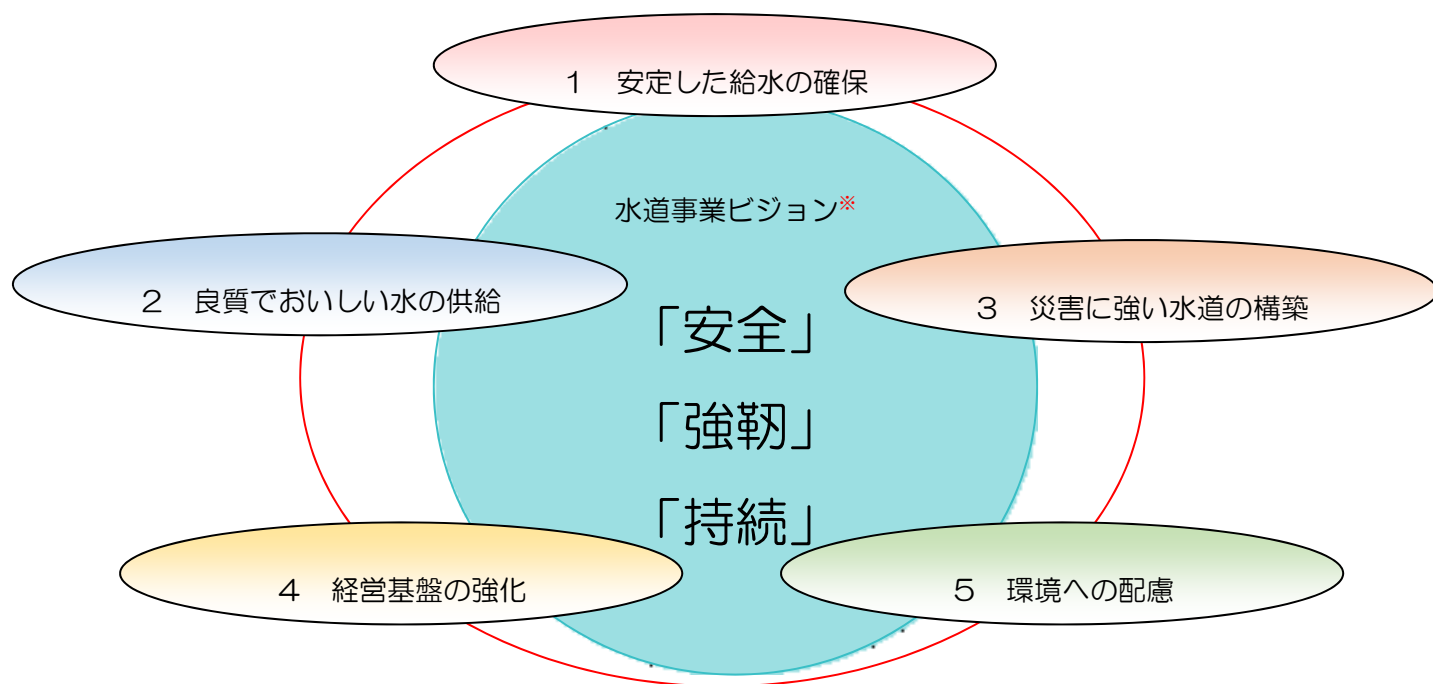 １　安定した給水の確保
水道事業ビジョン※
２　良質でおいしい水の供給
３　災害に強い水道の構築
「安全」
「強靭」
「持続」
４　経営基盤の強化
５　環境への配慮